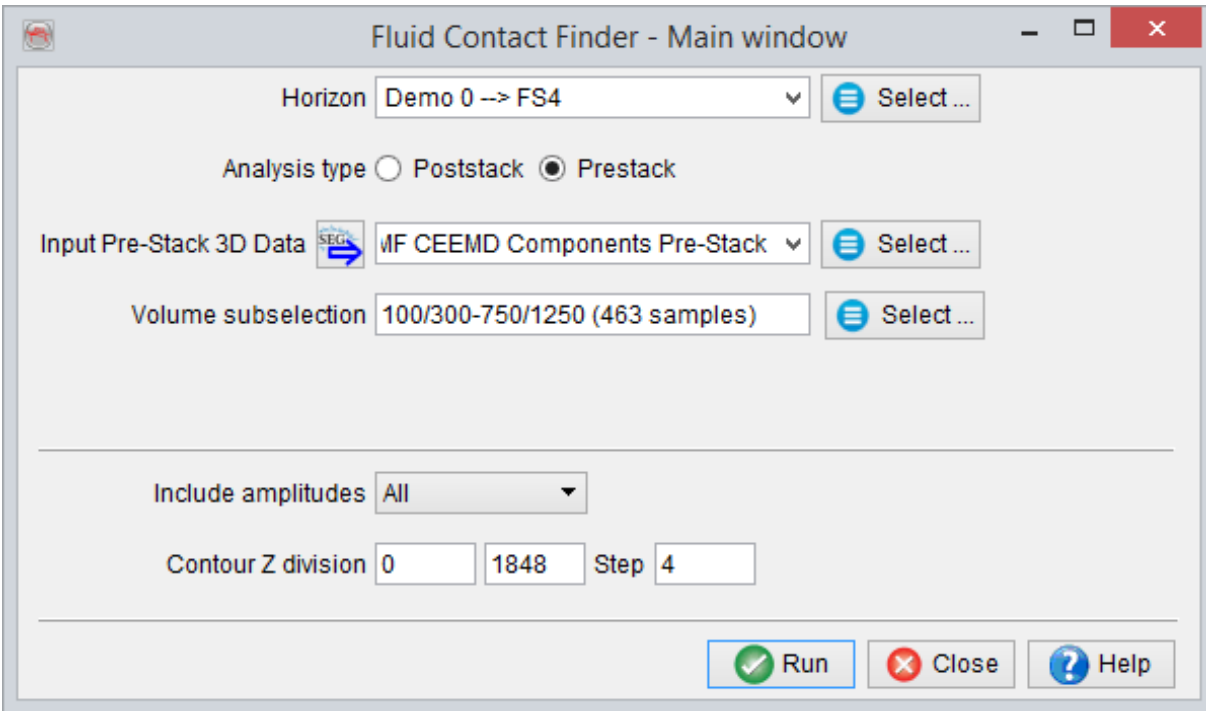 Fluid Contact Finder - Main window
Horizon Demo 0 --> FS4 Select ...
Analysis type Poststack Prestack
Input Pre-Stack 3D Data SEG MF CEEMD Components Pre-Stack Select ...
Volume subselection 100/300-750/1250 (463 samples) Select ...
Include amplitudes All
Contour Z division 0 1848 Step 4
Run Close Help